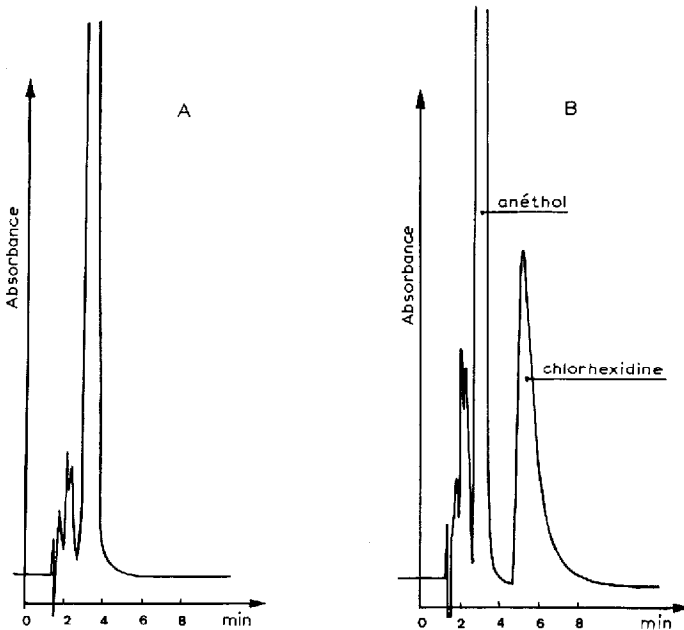 A
Absorbance
0 2 4 6 8 min
B
anéthol
chlorhexidine
Absorbance
0 2 4 6 8 min